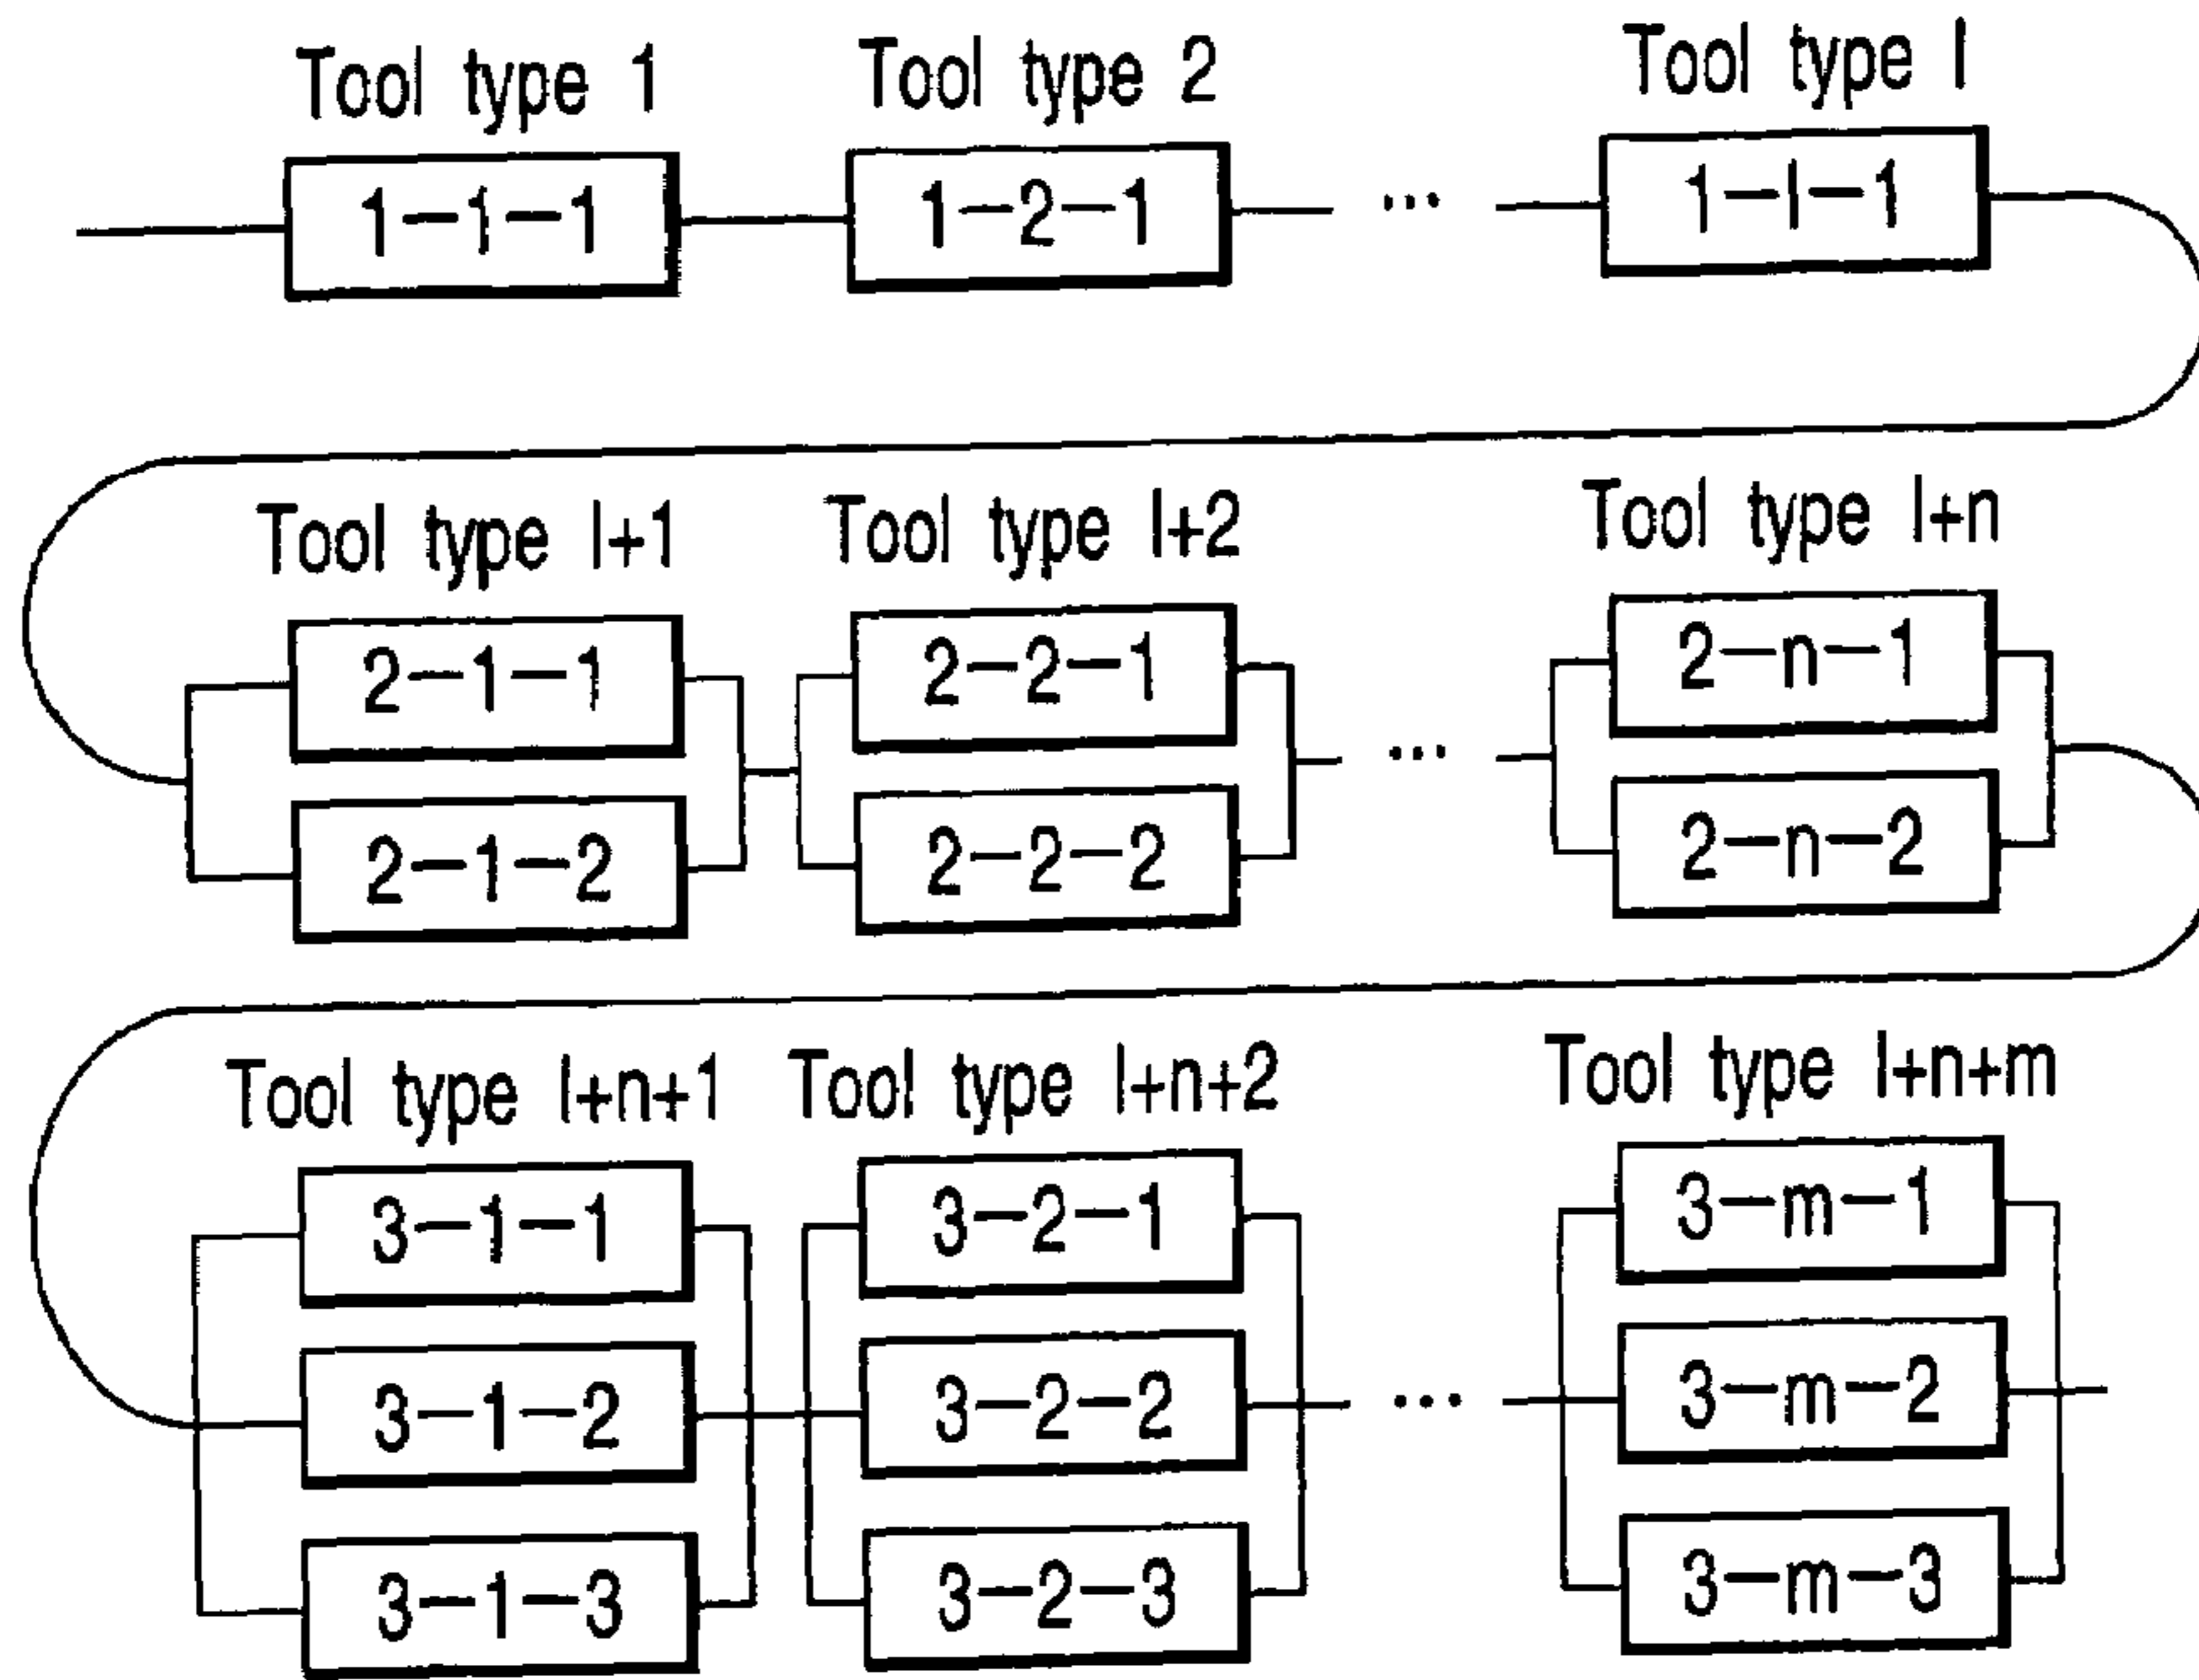 Tool type 1 Tool type 2 Tool type l
1-1-1 1-2-1 ... 1-l-1
Tool type l+1 Tool type l+2 Tool type l+n
2-1-1 2-2-1 2-n-1
...
2-1-2 2-2-2 2-n-2
Tool type l+n+1 Tool type l+n+2 Tool type l+n+m
3-1-1 3-2-1 3-m-1
3-1-2 3-2-2 ... 3-m-2
3-1-3 3-2-3 3-m-3